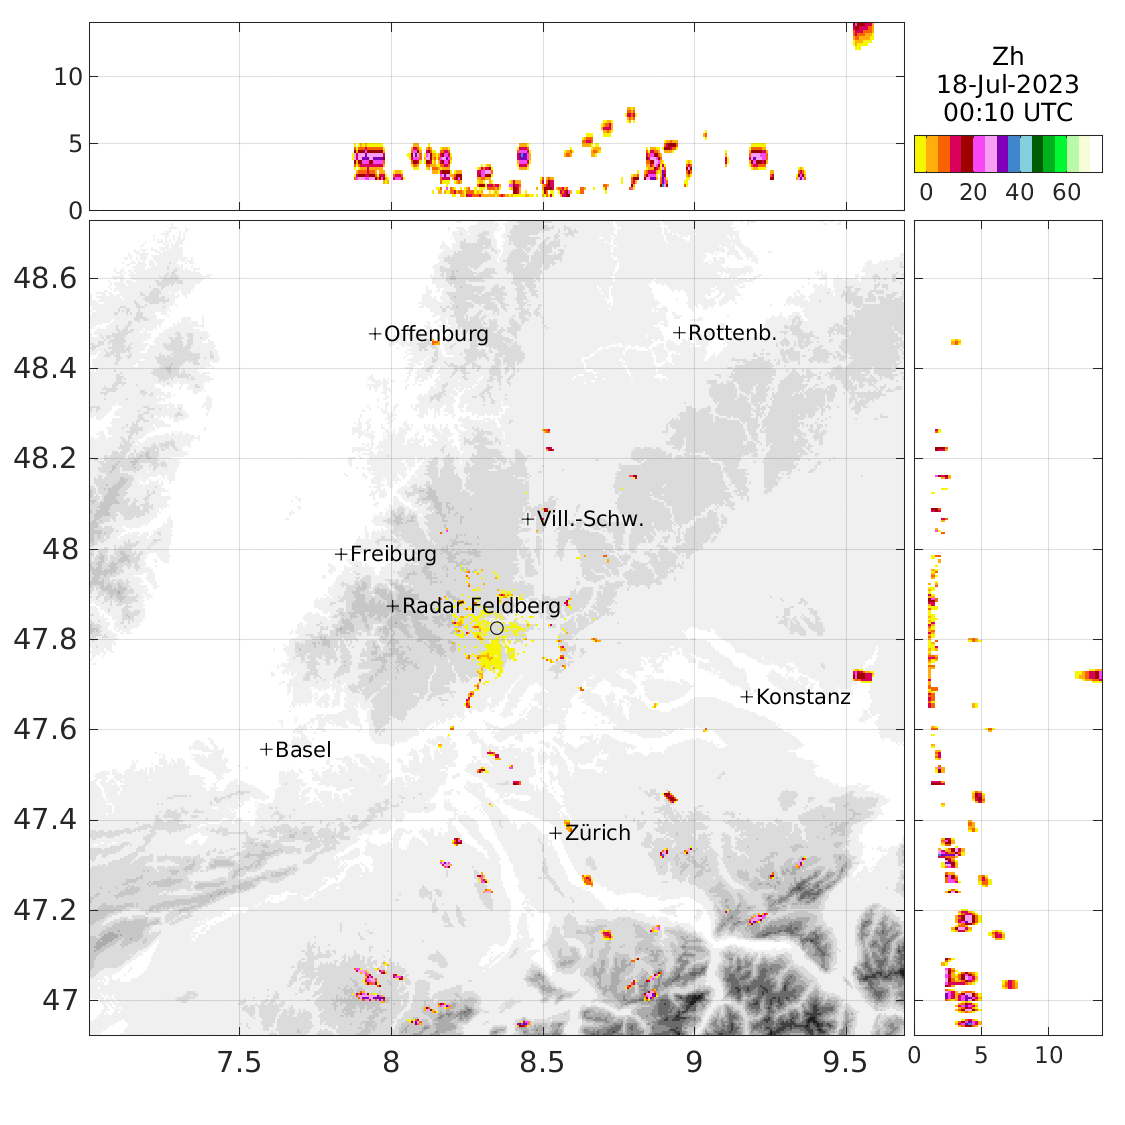 Zh
18-Jul-2023
00:10 UTC
0 20 40 60
10
5
0
48.6
48.4
48.2
48
47.8
47.6
47.4
47.2
47
Offenburg
Rottenb.
Vill.-Schw.
Freiburg
Radar Feldberg
Konstanz
Basel
Zürich
7.5 8 8.5 9 9.5
0 5 10